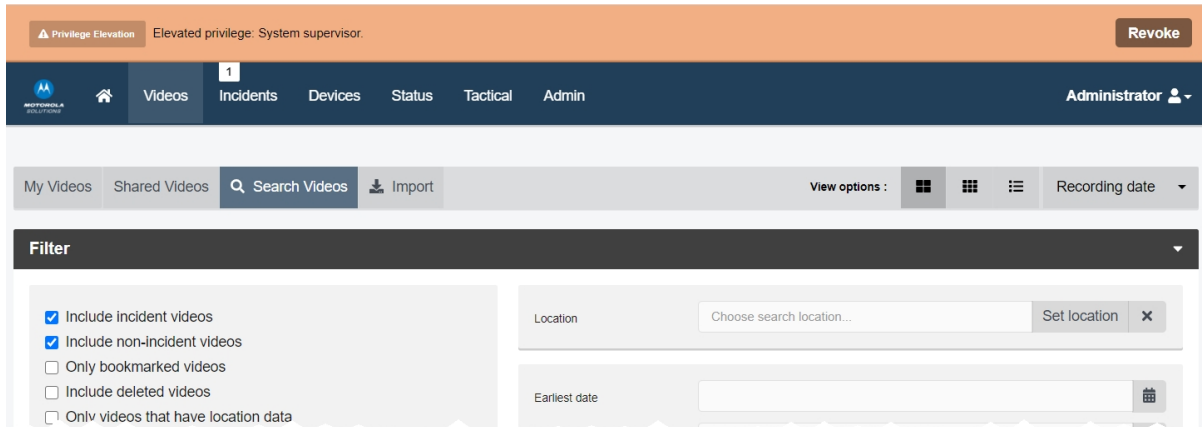 Privilege Elevation Elevated privilege: System supervisor. Revoke
1
MOTOROLA SOLUTIONS Videos Incidents Devices Status Tactical Admin Administrator
My Videos Shared Videos Search Videos Import View options : Recording date
Filter
Include incident videos
Include non-incident videos
Only bookmarked videos
Include deleted videos
Only videos that have location data
Location Choose search location... Set location
Earliest date